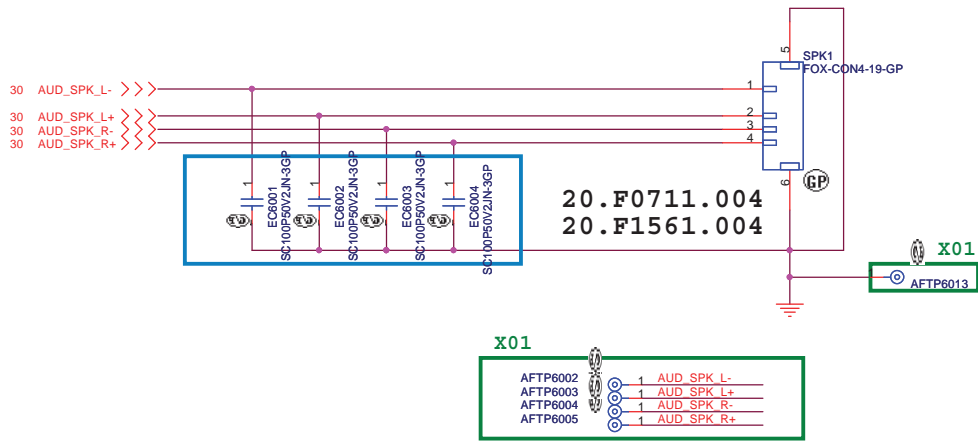 5
SPK1
FOX-CON4-19-GP
30 AUD_SPK_L-
1
30 AUD_SPK_L+
2
30 AUD_SPK_R-
3
30 AUD_SPK_R+
4
1
EC6001
SC100P50V2JN-3GP
1
EC6002
SC100P50V2JN-3GP
1
EC6003
SC100P50V2JN-3GP
1
EC6004
SC100P50V2JN-3GP
6
GP
20.F0711.004
20.F1561.004
X01
1
AFTP6013
X01
AFTP6002 1 AUD_SPK_L-
AFTP6003 1 AUD_SPK_L+
AFTP6004 1 AUD_SPK_R-
AFTP6005 1 AUD_SPK_R+